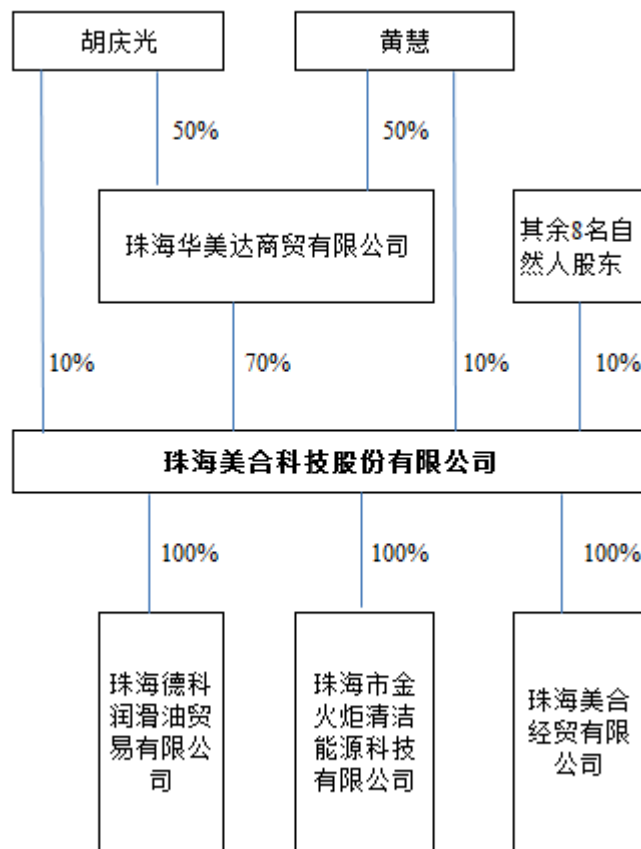 胡庆光
黄慧
50%
50%
珠海华美达商贸有限公司
其余8名自
然人股东
10%
70%
10%
10%
珠海美合科技股份有限公司
100%
100%
100%
珠海德科
润滑油贸
易有限公
司
珠海市金
火炬清洁
能源科技
有限公司
珠海美合
经贸有限
公司